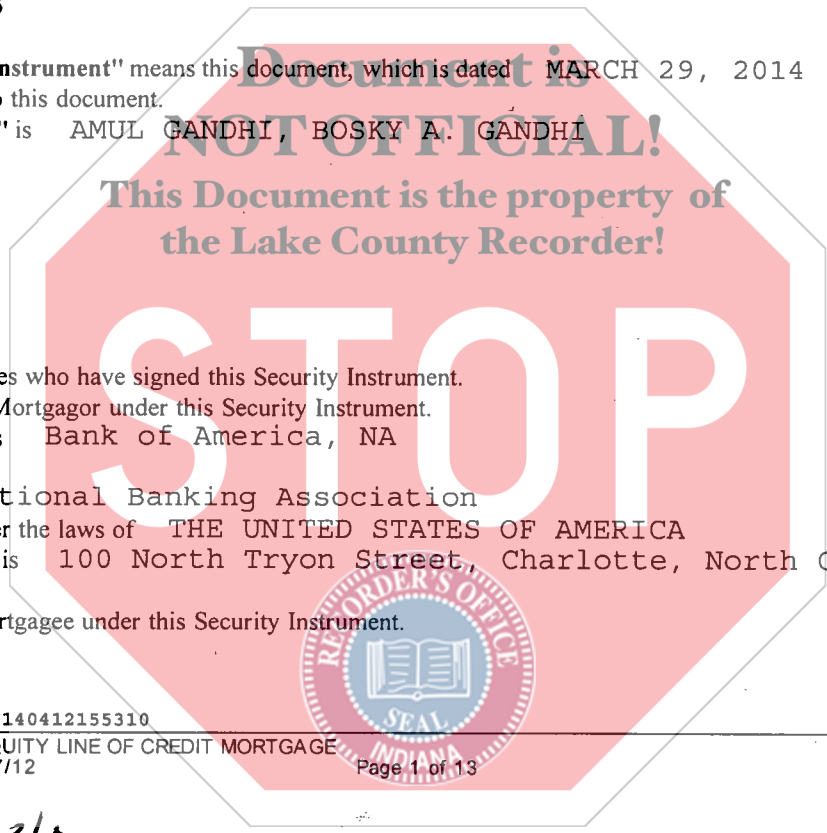 nstrument" means this document, which is dated MARCH 29, 2014
this document.
" is AMUL GANDHI, BOSKY A. GANDHI
Document is
NOT OFFICIAL!
This Document is the property of
the Lake County Recorder!
STOP
es who have signed this Security Instrument.
Mortgagor under this Security Instrument.
s Bank of America, NA
tional Banking Association
er the laws of THE UNITED STATES OF AMERICA
is 100 North Tryon Street, Charlotte, North C
rtgagee under this Security Instrument.
RECORDER'S OFFICE
SEAL
INDIANA
140412155310
UITY LINE OF CREDIT MORTGAGE
/12
Page 1 of 13